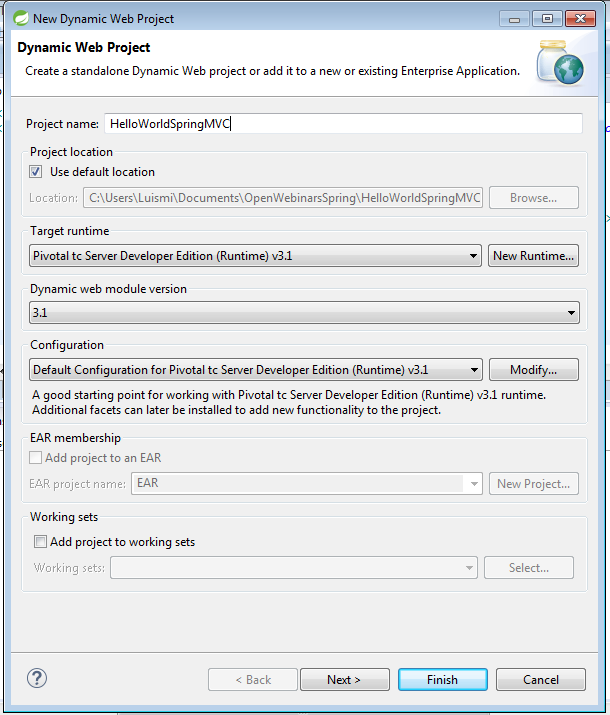 New Dynamic Web Project
Dynamic Web Project
Create a standalone Dynamic Web project or add it to a new or existing Enterprise Application.
Project name: HelloWorldSpringMVC
Project location
Use default location
Location: C:\Users\Luismi\Documents\OpenWebinarsSpring\HelloWorldSpringMVC Browse...
Target runtime
Pivotal tc Server Developer Edition (Runtime) v3.1 New Runtime...
Dynamic web module version
3.1
Configuration
Default Configuration for Pivotal tc Server Developer Edition (Runtime) v3.1 Modify...
A good starting point for working with Pivotal tc Server Developer Edition (Runtime) v3.1 runtime.
Additional facets can later be installed to add new functionality to the project.
EAR membership
Add project to an EAR
EAR project name: EAR New Project...
Working sets
Add project to working sets
Working sets: Select...
? < Back Next > Finish Cancel